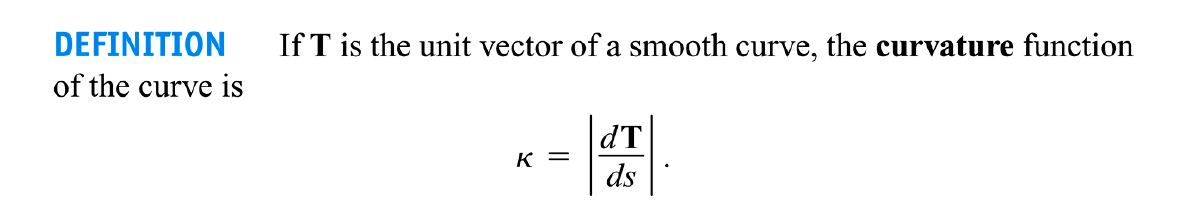 DEFINITION If T is the unit vector of a smooth curve, the curvature function
of the curve is
κ = |dT/ds|.